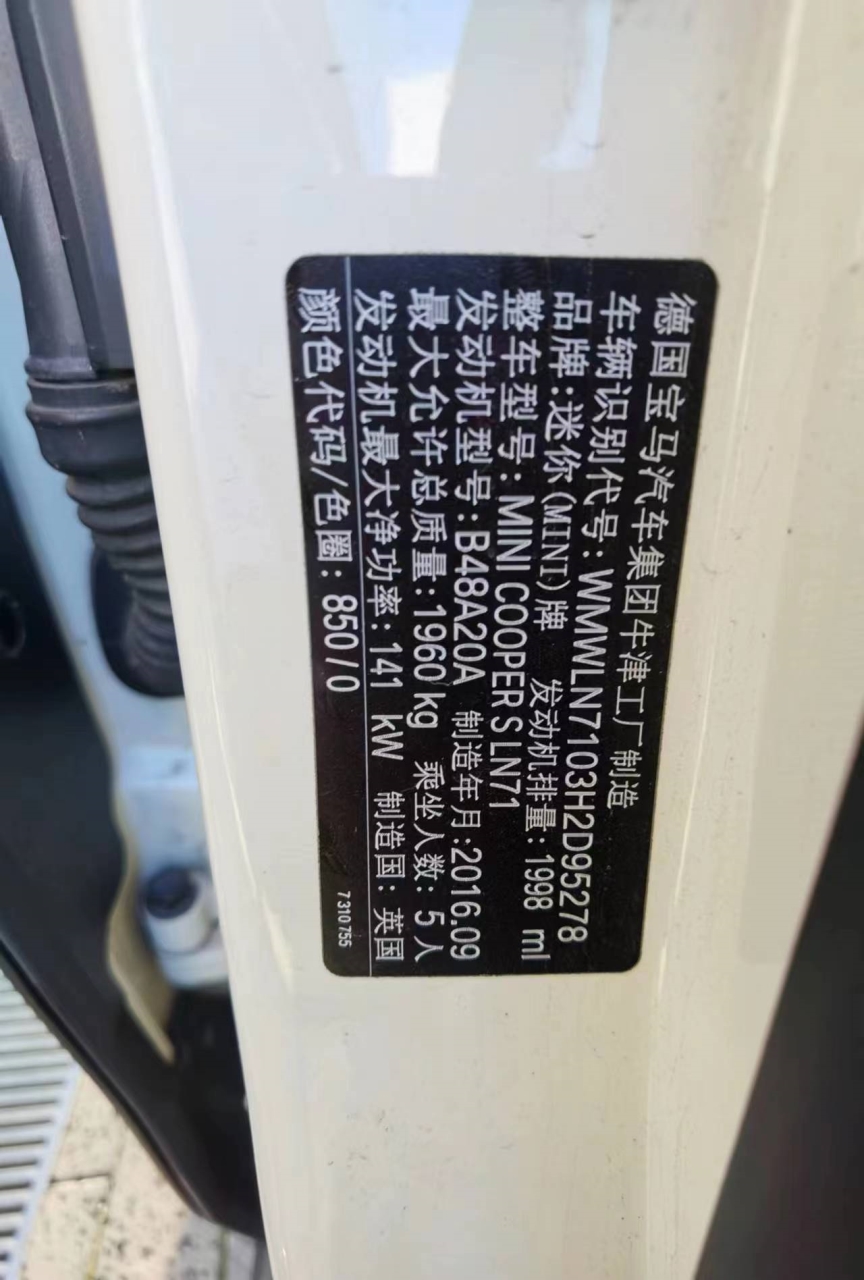 德国宝马汽车集团牛津工厂制造
车辆识别代号：WMWLN7103H2D95278
品牌：迷你(MINI)牌 发动机排量：1998 ml
整车型号：MINI COOPER S LN71
发动机型号：B48A20A 制造年月：2016.09
最大允许总质量：1960 kg 乘坐人数：5人
发动机最大净功率：141 kW 制造国：英国
颜色代码/色圈：850/0
7 310 755